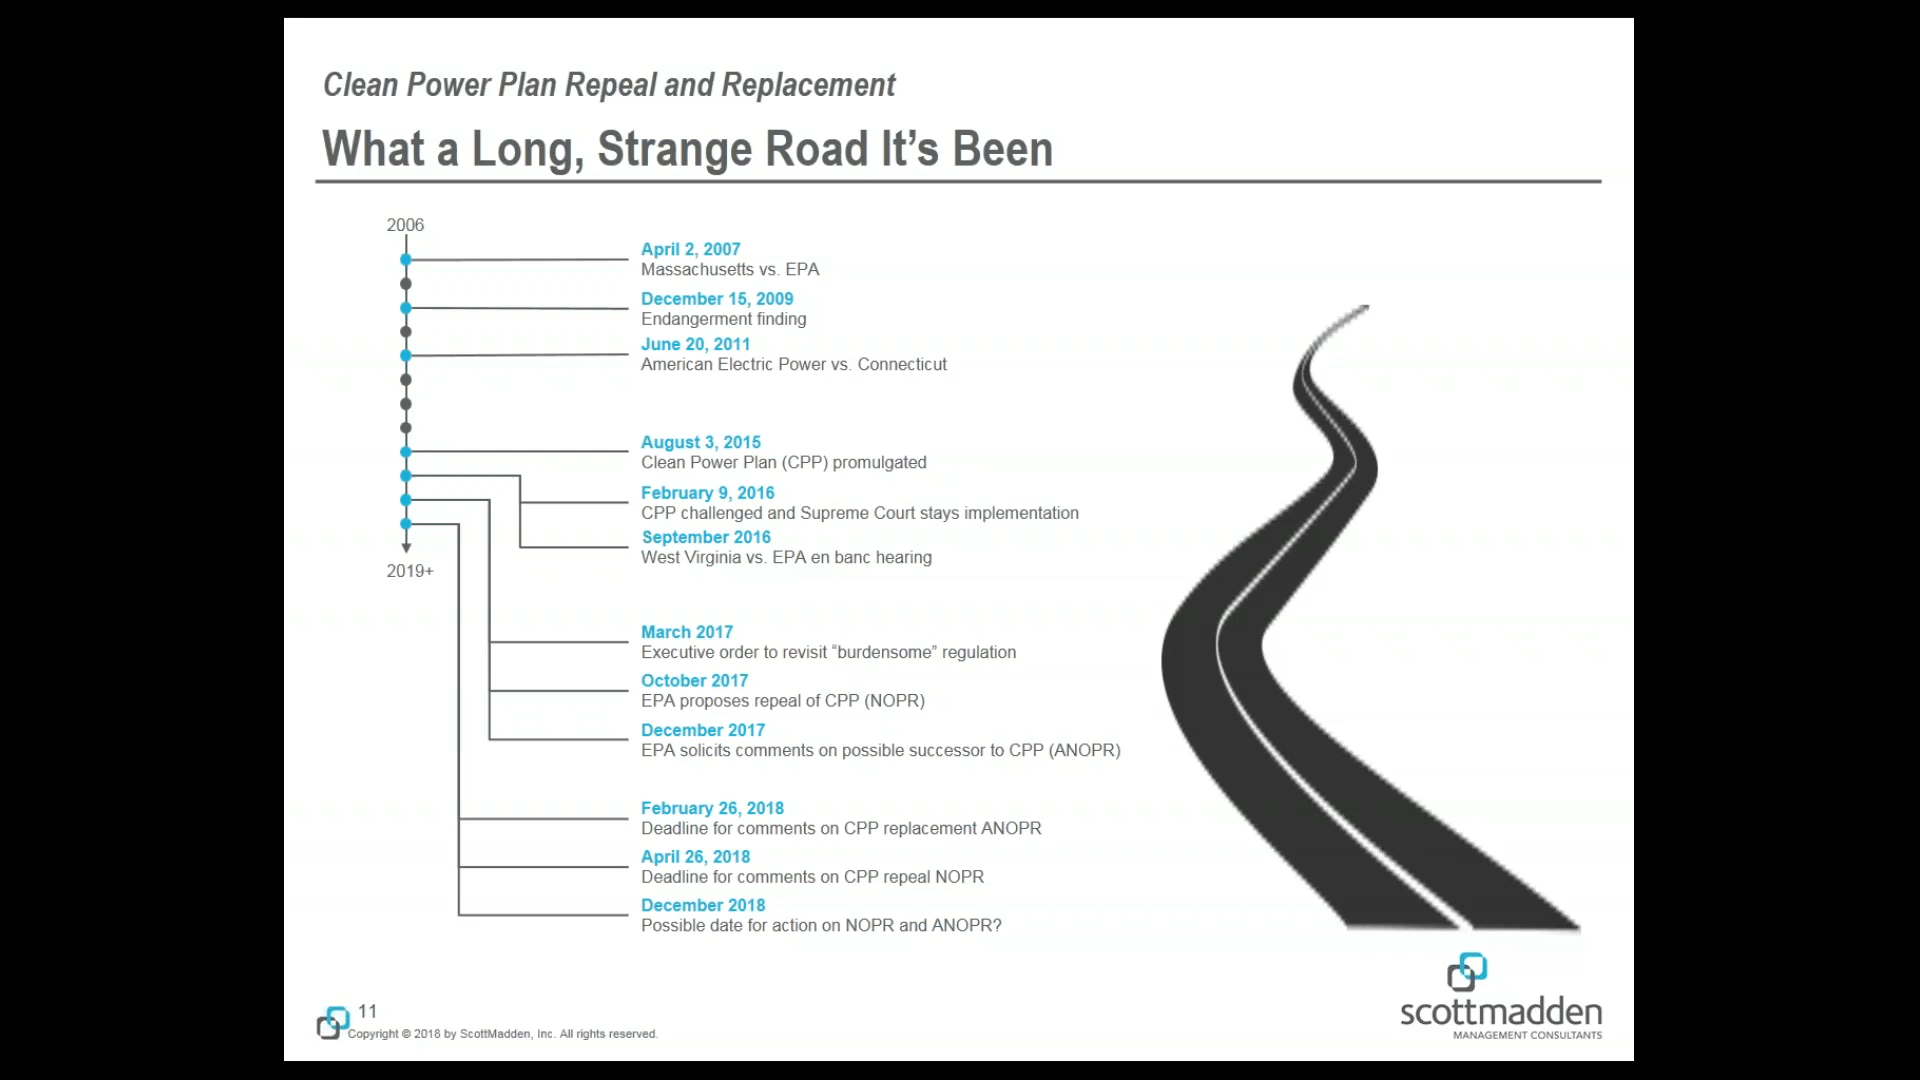 Clean Power Plan Repeal and Replacement
What a Long, Strange Road It’s Been
2006
April 2, 2007
Massachusetts vs. EPA
December 15, 2009
Endangerment finding
June 20, 2011
American Electric Power vs. Connecticut
August 3, 2015
Clean Power Plan (CPP) promulgated
February 9, 2016
CPP challenged and Supreme Court stays implementation
September 2016
West Virginia vs. EPA en banc hearing
2019+
March 2017
Executive order to revisit “burdensome” regulation
October 2017
EPA proposes repeal of CPP (NOPR)
December 2017
EPA solicits comments on possible successor to CPP (ANOPR)
February 26, 2018
Deadline for comments on CPP replacement ANOPR
April 26, 2018
Deadline for comments on CPP repeal NOPR
December 2018
Possible date for action on NOPR and ANOPR?
11
Copyright © 2018 by ScottMadden, Inc. All rights reserved.
scottmadden
MANAGEMENT CONSULTANTS